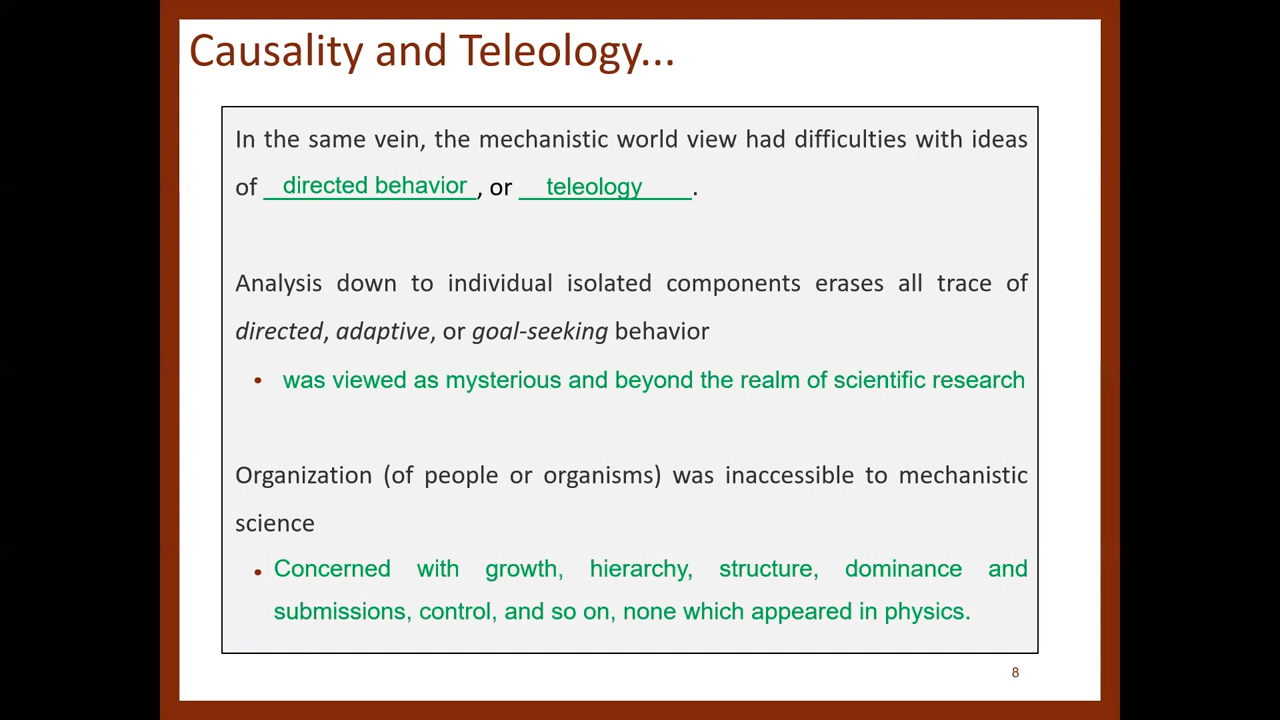 Causality and Teleology...
In the same vein, the mechanistic world view had difficulties with ideas
of directed behavior, or teleology.
Analysis down to individual isolated components erases all trace of
directed, adaptive, or goal-seeking behavior
• was viewed as mysterious and beyond the realm of scientific research
Organization (of people or organisms) was inaccessible to mechanistic
science
• Concerned with growth, hierarchy, structure, dominance and
submissions, control, and so on, none which appeared in physics.
8